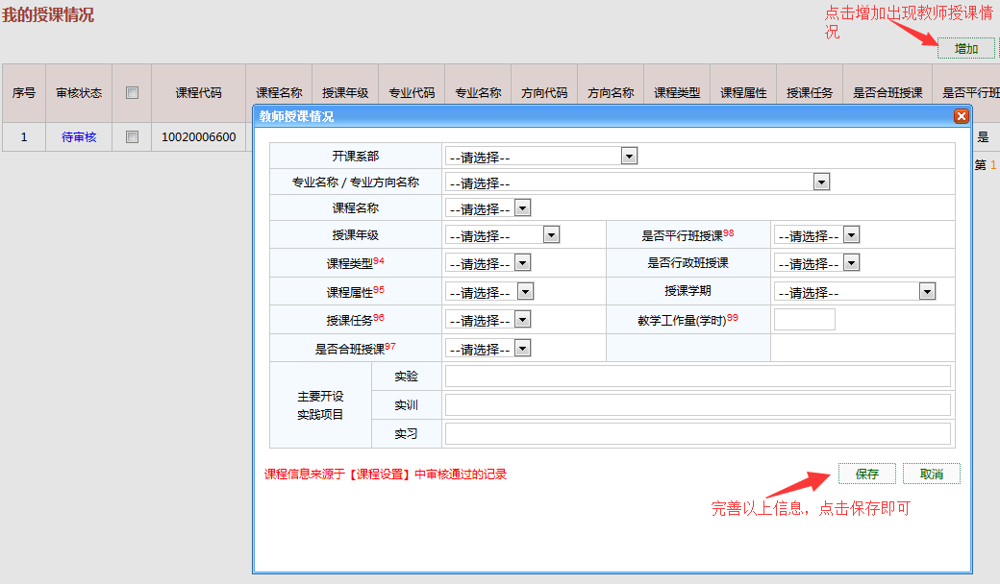 我的授课情况
点击增加出现教师授课情
况
增加
序号 审核状态 课程代码 课程名称 授课年级 专业代码 专业名称 方向代码 方向名称 课程类型 课程属性 授课任务 是否合班授课 是否平行班
1 待审核 10020006600 是
第 1
教师授课情况
开课系部 --请选择--
专业名称 / 专业方向名称 --请选择--
课程名称 --请选择--
授课年级 --请选择-- 是否平行班授课98 --请选择--
课程类型94 --请选择-- 是否行政班授课 --请选择--
课程属性95 --请选择-- 授课学期 --请选择--
授课任务96 --请选择-- 教学工作量(学时)99
是否合班授课97 --请选择--
主要开设
实践项目
实验
实训
实习
课程信息来源于【课程设置】中审核通过的记录
保存 取消
完善以上信息，点击保存即可